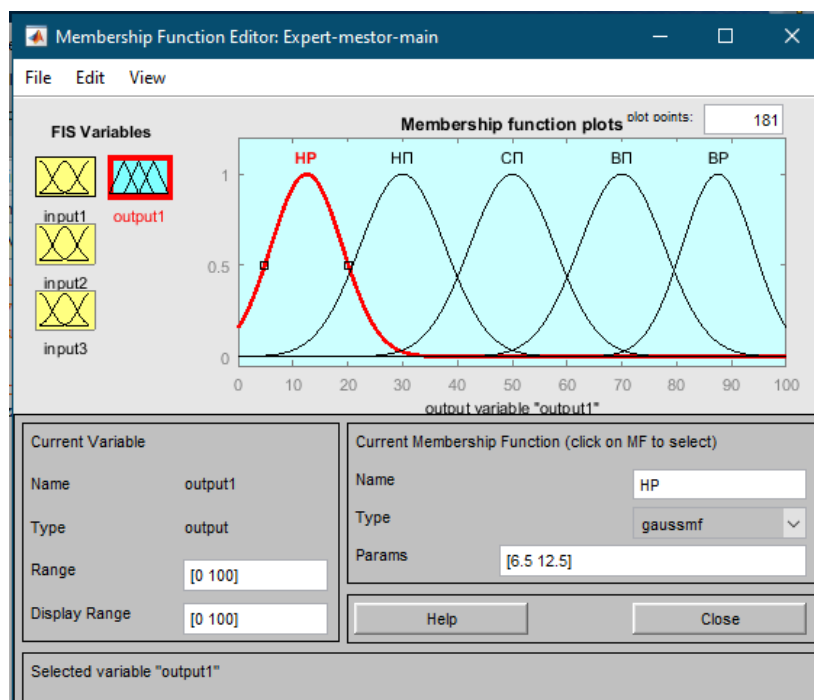 Membership Function Editor: Expert-mestor-main
File Edit View
FIS Variables
input1 output1
input2
input3
Membership function plots plot points: 181
НР НП СП ВП ВР
1
0.5
0
0 10 20 30 40 50 60 70 80 90 100
output variable "output1"
Current Variable
Name output1
Type output
Range [0 100]
Display Range [0 100]
Current Membership Function (click on MF to select)
Name НР
Type gaussmf
Params [6.5 12.5]
Help Close
Selected variable "output1"